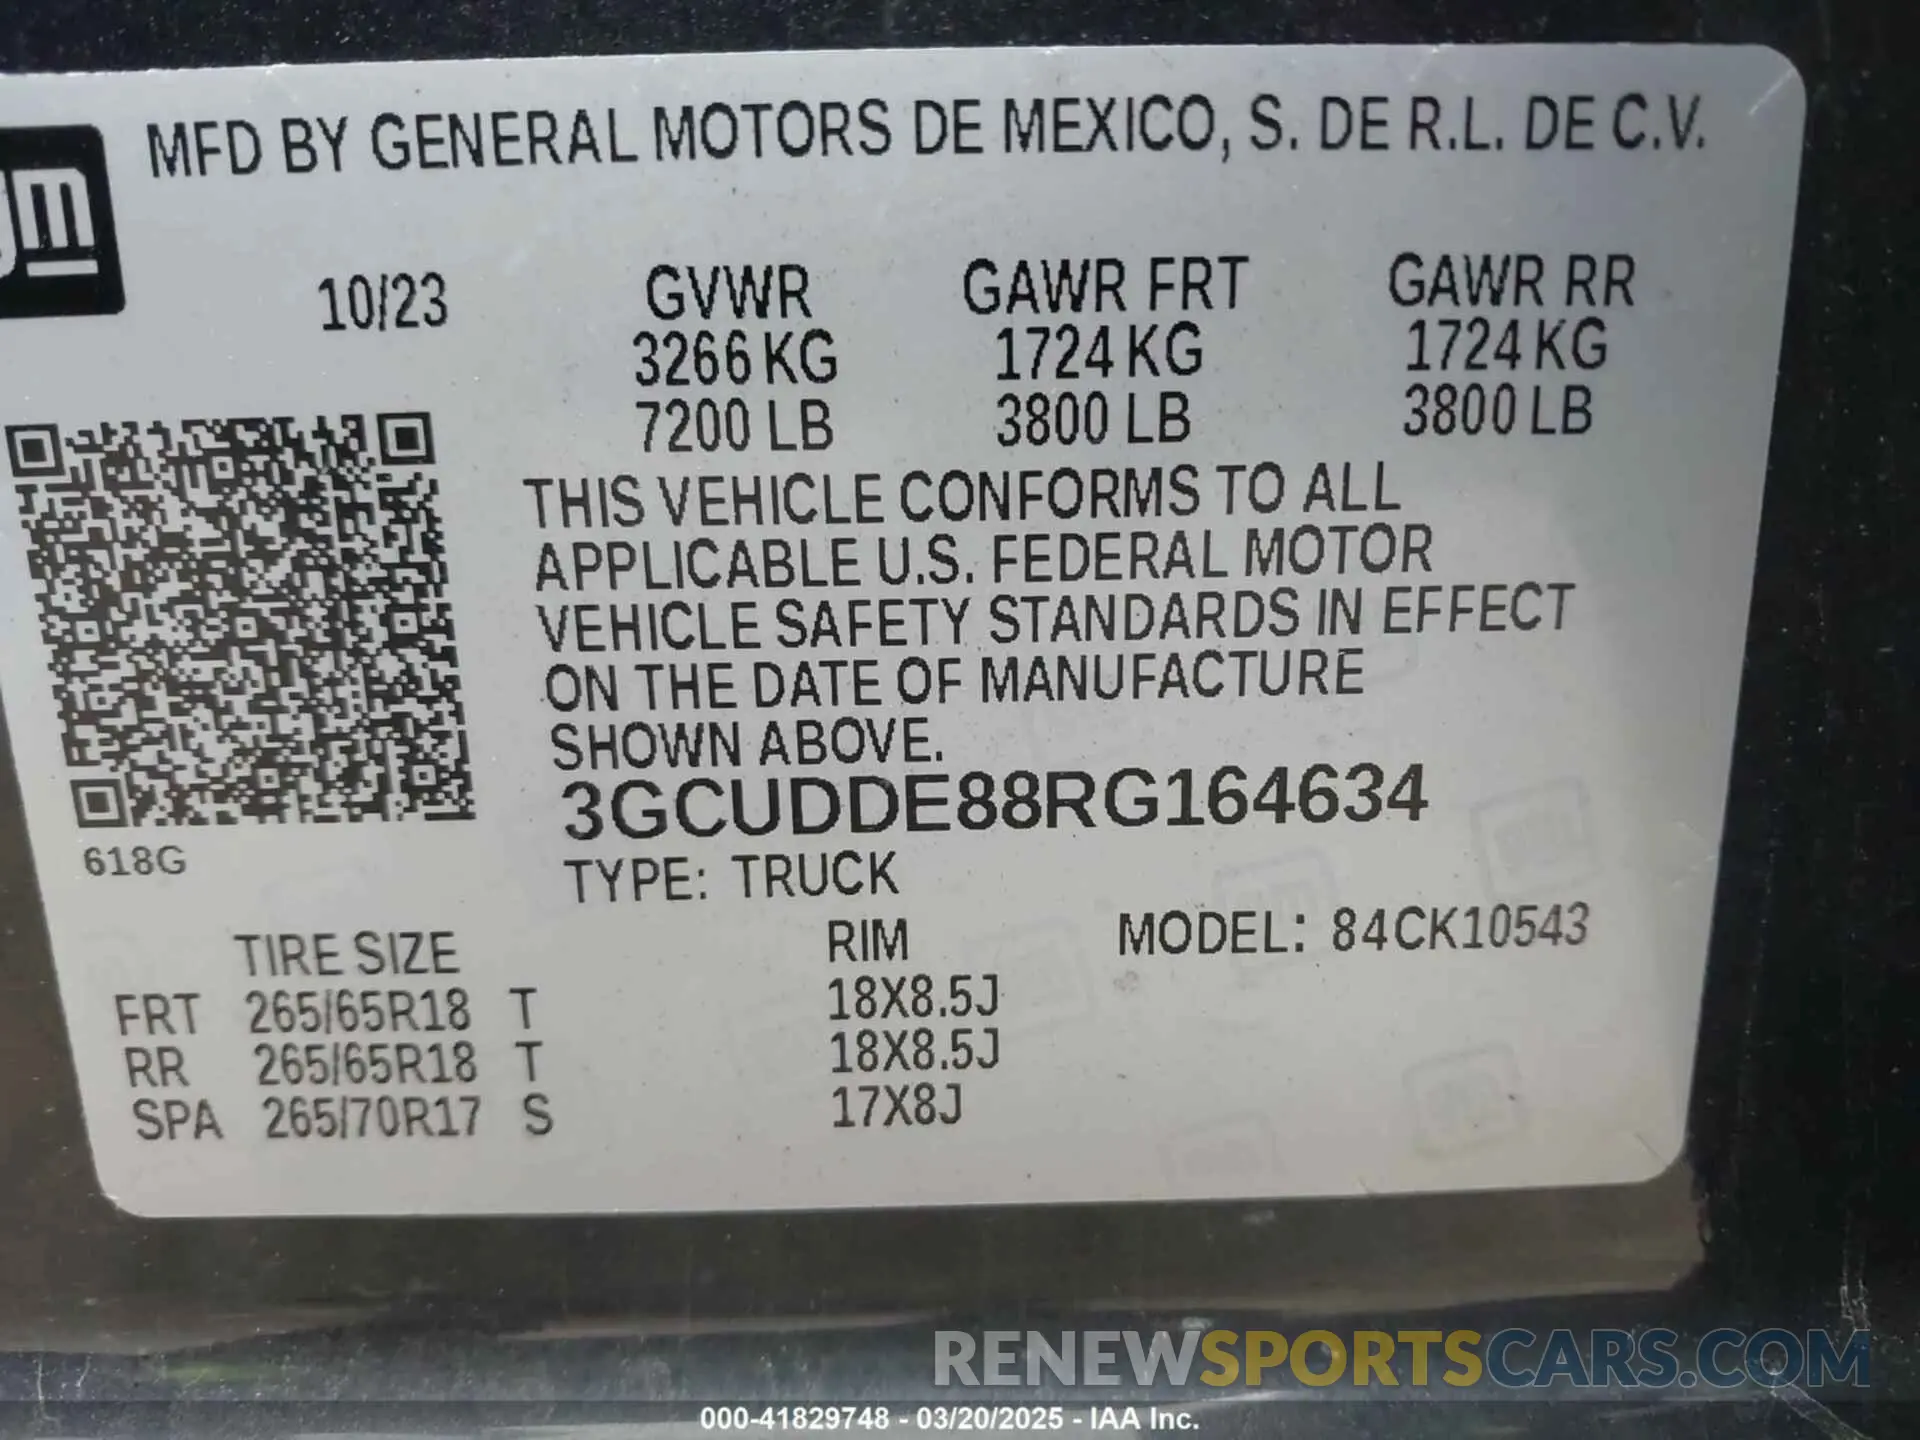 gm
MFD BY GENERAL MOTORS DE MEXICO, S. DE R.L. DE C.V.
10/23 GVWR GAWR FRT GAWR RR
3266 KG 1724 KG 1724 KG
7200 LB 3800 LB 3800 LB
THIS VEHICLE CONFORMS TO ALL
APPLICABLE U.S. FEDERAL MOTOR
VEHICLE SAFETY STANDARDS IN EFFECT
ON THE DATE OF MANUFACTURE
SHOWN ABOVE.
3GCUDDE88RG164634
618G
TYPE: TRUCK
TIRE SIZE RIM MODEL: 84CK10543
FRT 265/65R18 T 18X8.5J
RR 265/65R18 T 18X8.5J
SPA 265/70R17 S 17X8J
RENEWSPORTSCARS.COM
000-41829748 - 03/20/2025 - IAA Inc.